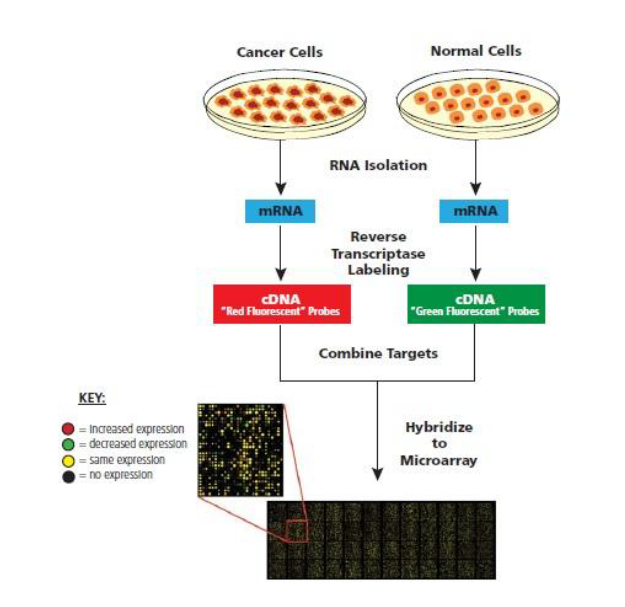 Cancer Cells
Normal Cells
RNA Isolation
mRNA
mRNA
Reverse
Transcriptase
Labeling
cDNA
"Red Fluorescent" Probes
cDNA
"Green Fluorescent" Probes
Combine Targets
KEY:
= increased expression
= decreased expression
= same expression
= no expression
Hybridize
to
Microarray